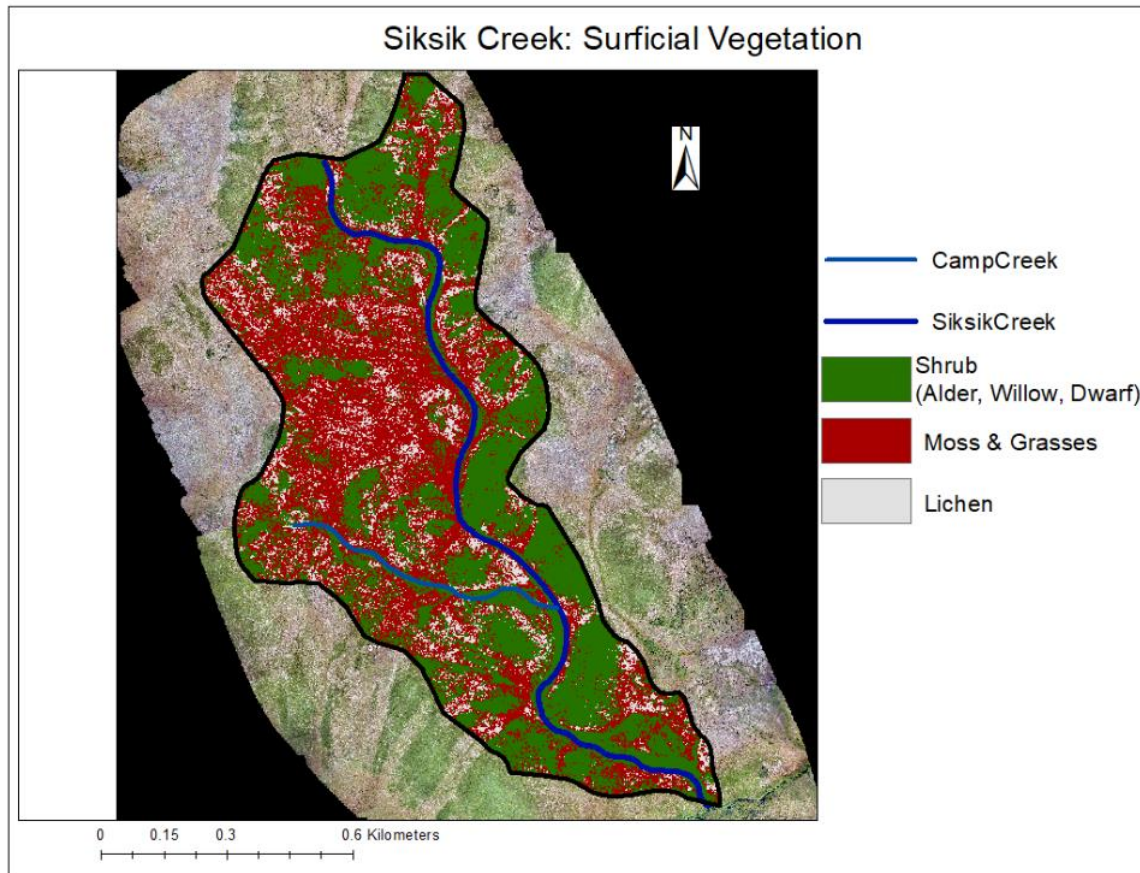 Siksik Creek: Surficial Vegetation
N
CampCreek
SiksikCreek
Shrub
(Alder, Willow, Dwarf)
Moss & Grasses
Lichen
0 0.15 0.3 0.6 Kilometers